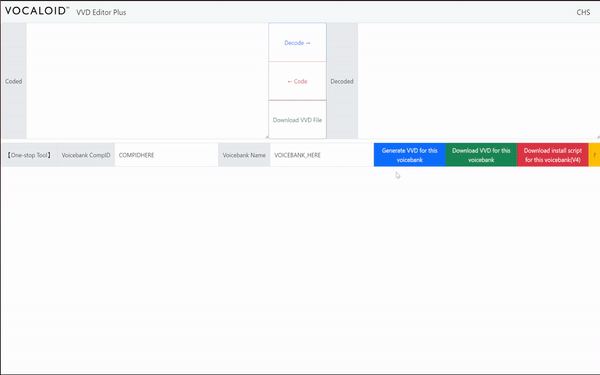 VOCALOID™ VVD Editor Plus CHS
Decode →
Coded ← Code Decoded
Download VVD File
【One-stop Tool】 Voicebank CompID COMPIDHERE Voicebank Name VOICEBANK_HERE
Generate VVD for this
voicebank
Download VVD for this
voicebank
Download install script
for this voicebank(V4)